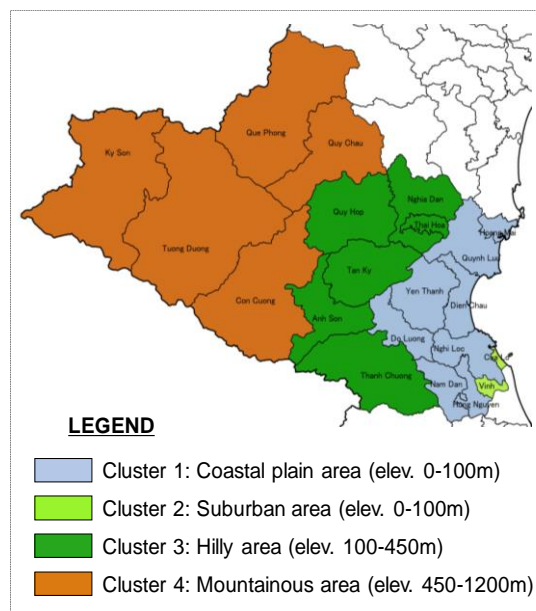 Que Phong
Ky Son
Quy Chau
Nghia Dan
Quy Hop
Thai Hoa
Hoang Mai
Tuong Duong
Quynh Luu
Tan Ky
Yen Thanh
Con Cuong
Dien Chau
Anh Son
Do Luong
Nghi Loc
Cua Lo
Thanh Chuong
Nam Dan
Vinh
Hung Nguyen
LEGEND
Cluster 1: Coastal plain area (elev. 0-100m)
Cluster 2: Suburban area (elev. 0-100m)
Cluster 3: Hilly area (elev. 100-450m)
Cluster 4: Mountainous area (elev. 450-1200m)